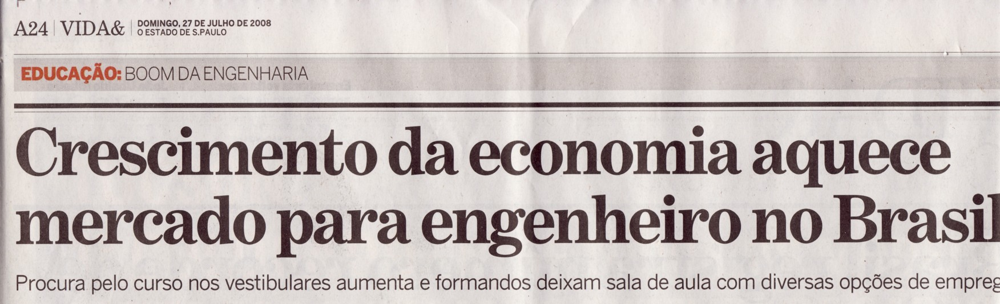 A24 | VIDA& | DOMINGO, 27 DE JULHO DE 2008
O ESTADO DE S.PAULO
EDUCAÇÃO: BOOM DA ENGENHARIA
Crescimento da economia aquece
mercado para engenheiro no Brasil
Procura pelo curso nos vestibulares aumenta e formandos deixam sala de aula com diversas opções de empreg